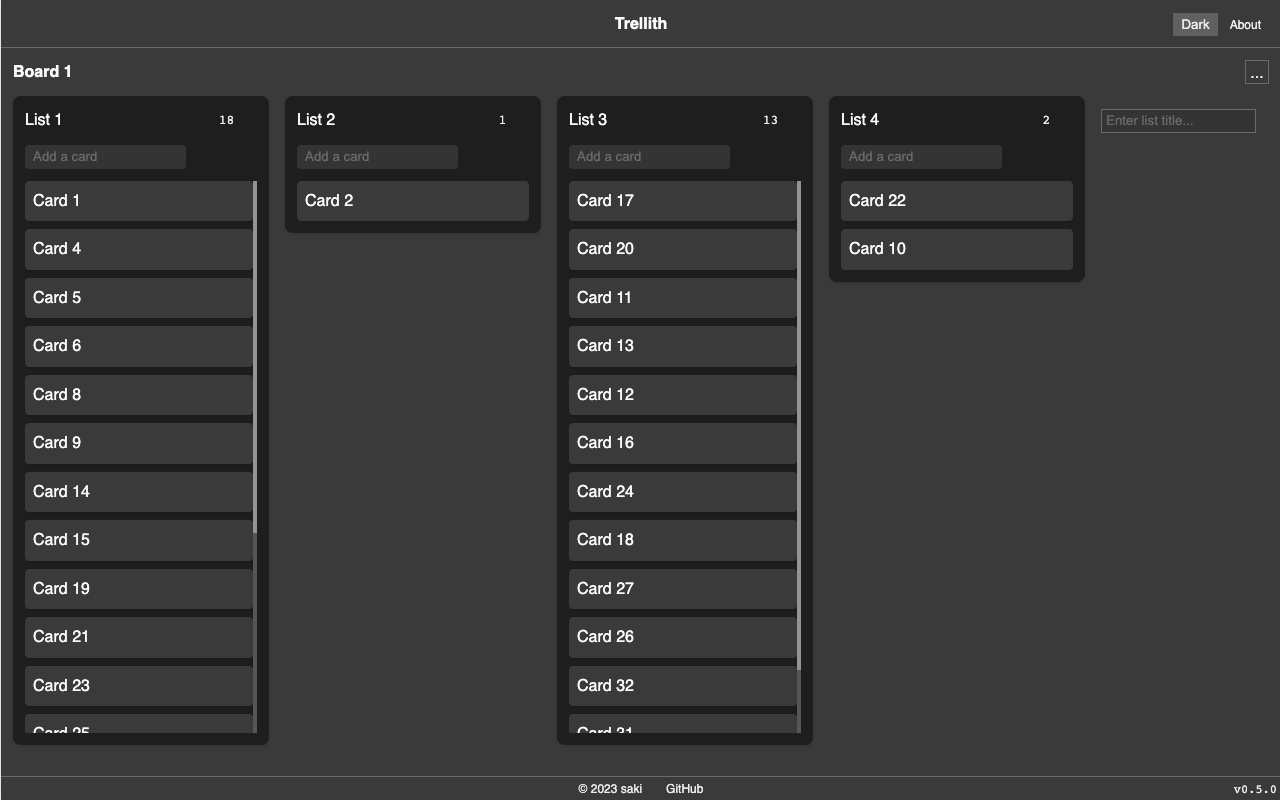 Trellith
Dark
About
Board 1
...
List 1
18
Add a card
Card 1
Card 4
Card 5
Card 6
Card 8
Card 9
Card 14
Card 15
Card 19
Card 21
Card 23
Card 25
List 2
1
Add a card
Card 2
List 3
13
Add a card
Card 17
Card 20
Card 11
Card 13
Card 12
Card 16
Card 24
Card 18
Card 27
Card 26
Card 32
Card 31
List 4
2
Add a card
Card 22
Card 10
Enter list title...
© 2023 saki
GitHub
v0.5.0